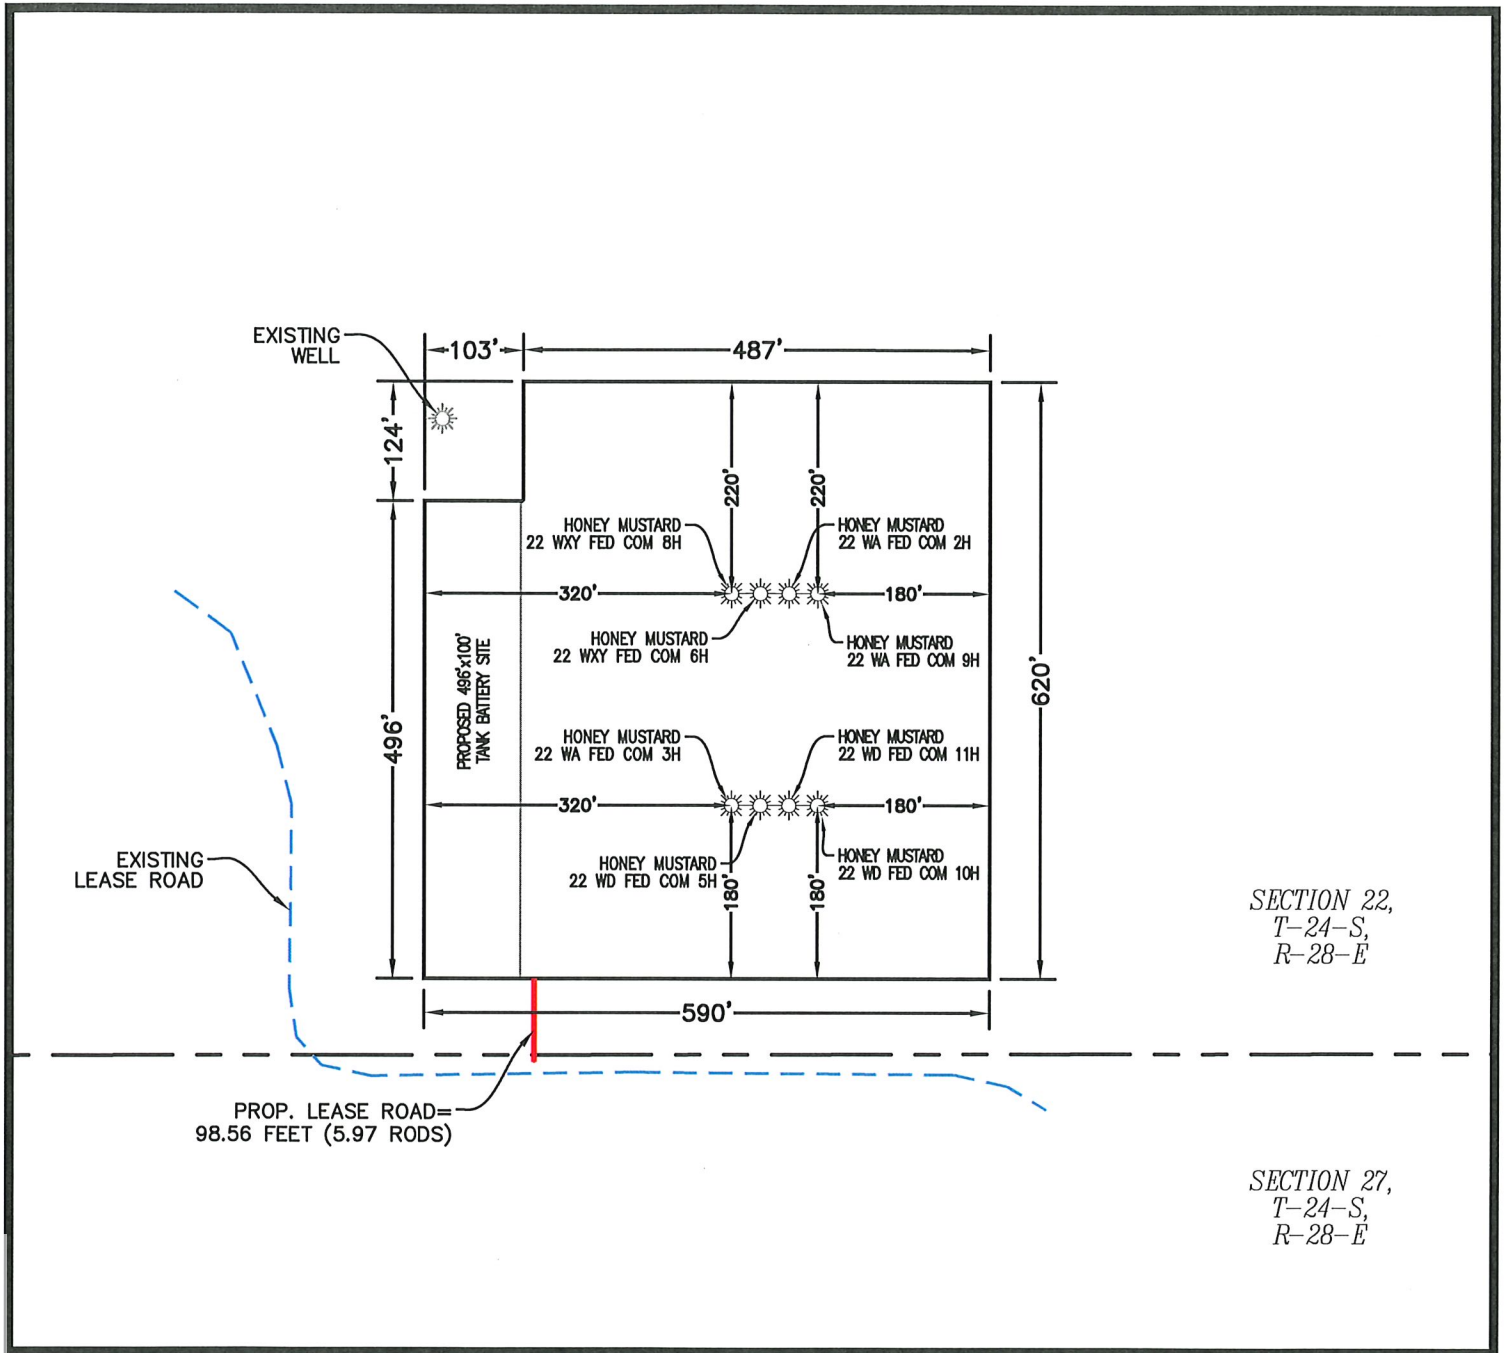 EXISTING
WELL
103'
487'
124'
220'
220'
HONEY MUSTARD
22 WXY FED COM 8H
HONEY MUSTARD
22 WA FED COM 2H
320'
180'
HONEY MUSTARD
22 WXY FED COM 6H
HONEY MUSTARD
22 WA FED COM 9H
PROPOSED 496'x100'
TANK BATTERY SITE
620'
496'
HONEY MUSTARD
22 WA FED COM 3H
HONEY MUSTARD
22 WD FED COM 11H
320'
180'
EXISTING
LEASE ROAD
HONEY MUSTARD
22 WD FED COM 5H
HONEY MUSTARD
22 WD FED COM 10H
180'
180'
SECTION 22,
T-24-S,
R-28-E
590'
PROP. LEASE ROAD=
98.56 FEET (5.97 RODS)
SECTION 27,
T-24-S,
R-28-E